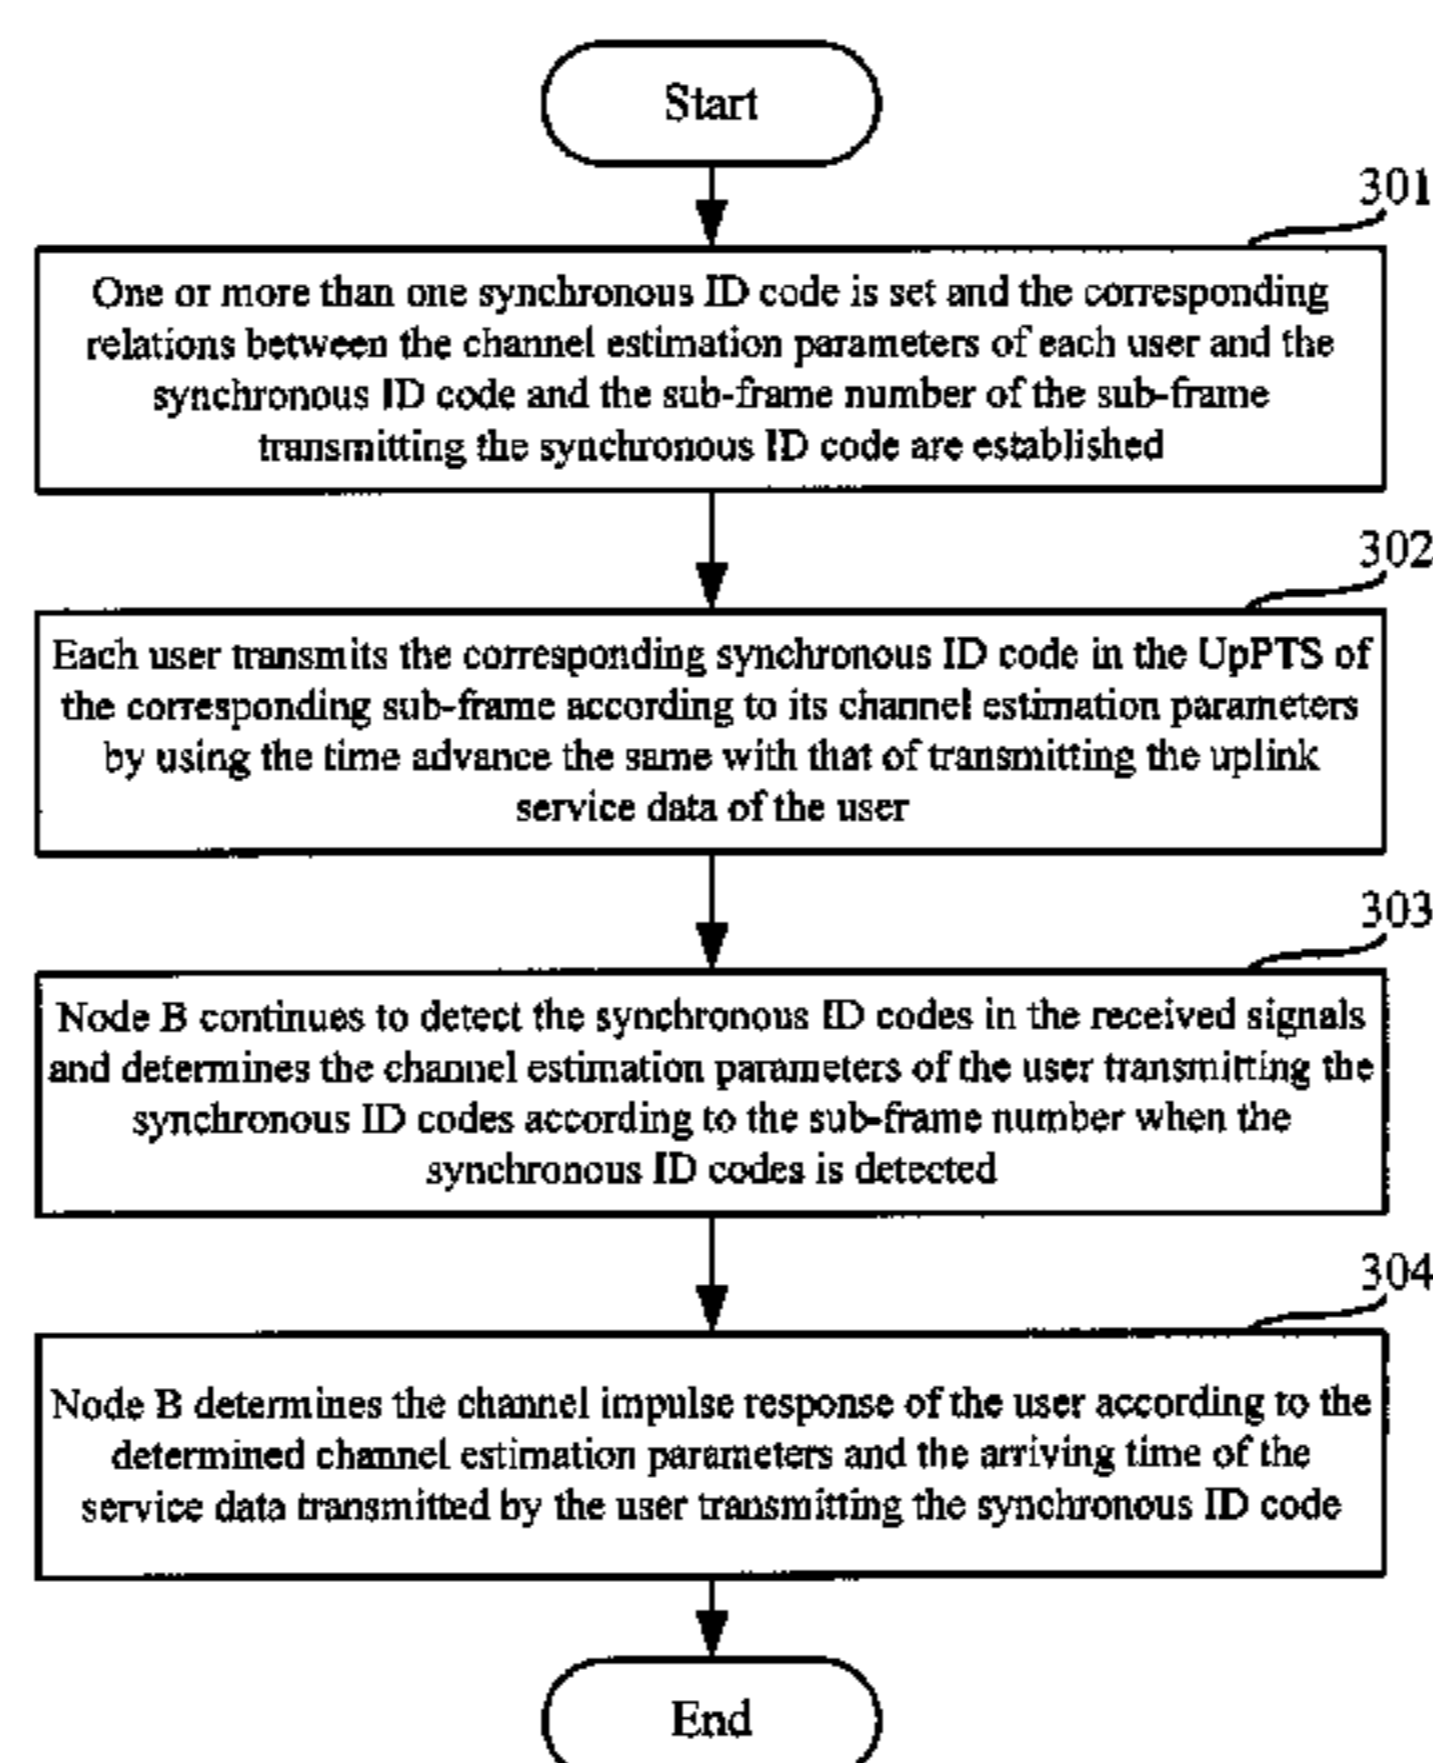 Start
301
One or more than one synchronous ID code is set and the corresponding
relations between the channel estimation parameters of each user and the
synchronous ID code and the sub-frame number of the sub-frame
transmitting the synchronous ID code are established
302
Each user transmits the corresponding synchronous ID code in the UpPTS of
the corresponding sub-frame according to its channel estimation parameters
by using the time advance the same with that of transmitting the uplink
service data of the user
303
Node B continues to detect the synchronous ID codes in the received signals
and determines the channel estimation parameters of the user transmitting the
synchronous ID codes according to the sub-frame number when the
synchronous ID codes is detected
304
Node B determines the channel impulse response of the user according to the
determined channel estimation parameters and the arriving time of the
service data transmitted by the user transmitting the synchronous ID code
End